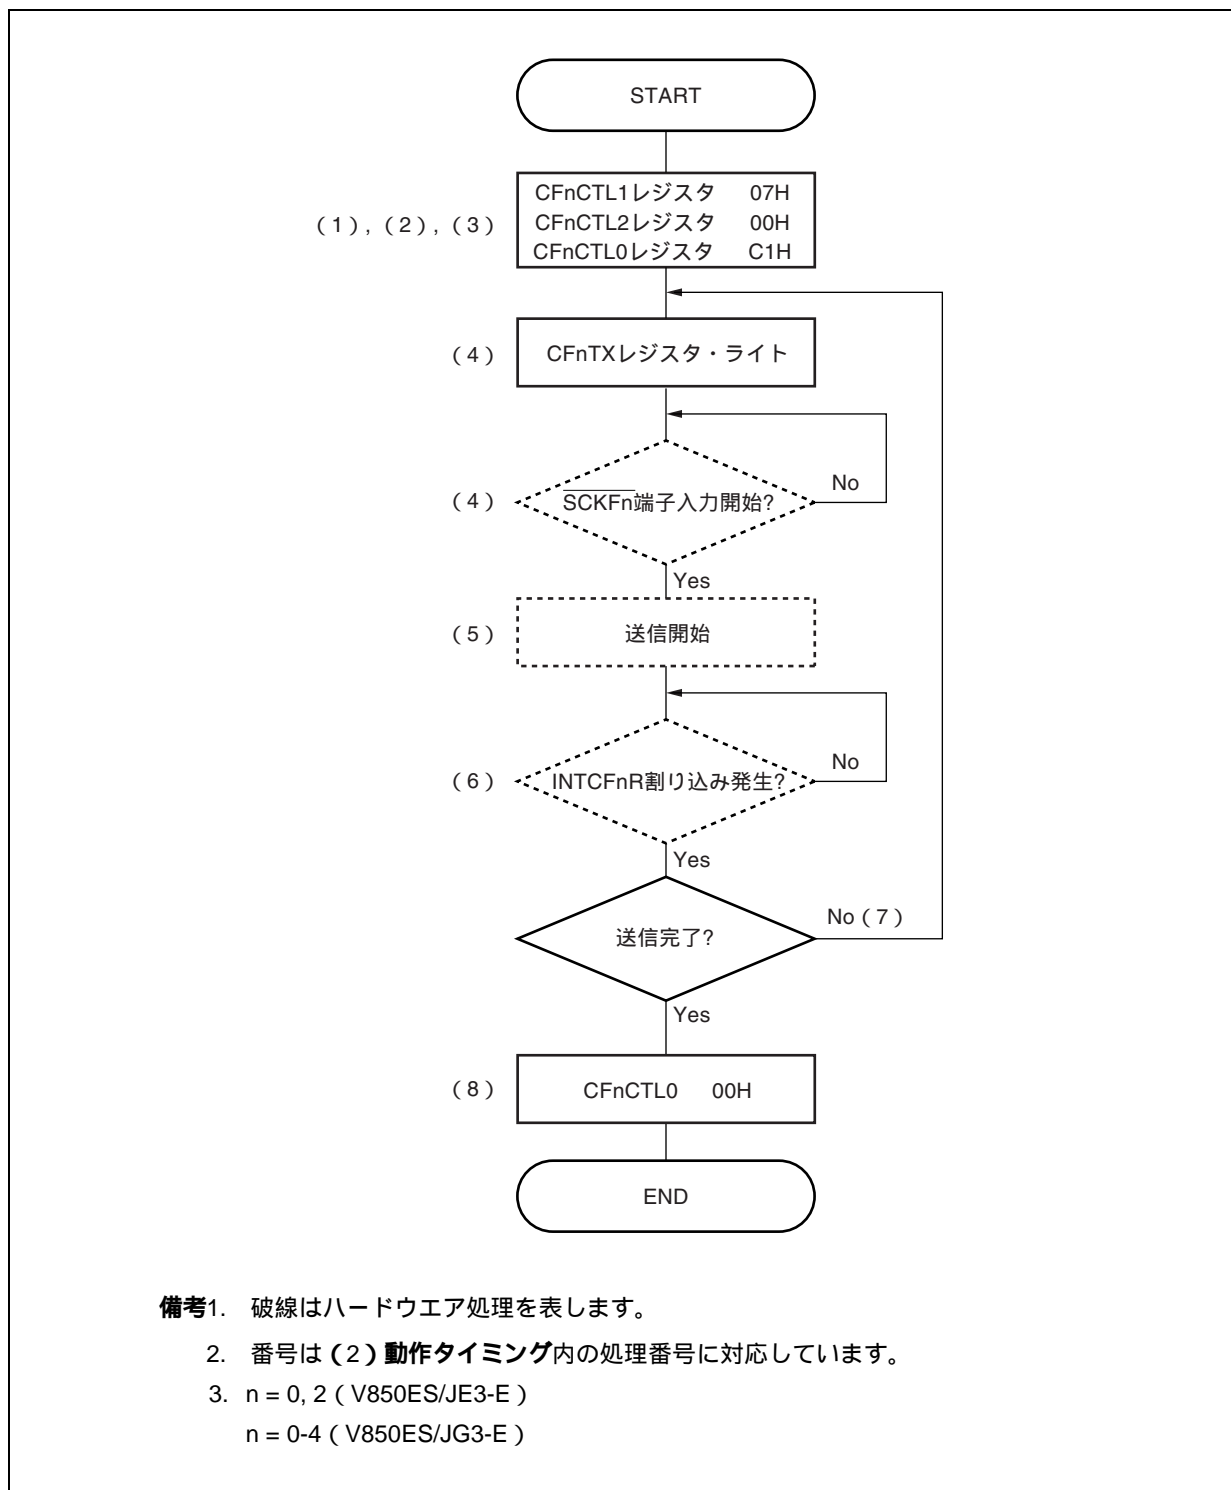 START
CFnCTL1レジスタ 07H
(1), (2), (3) CFnCTL2レジスタ 00H
CFnCTL0レジスタ C1H
(4) CFnTXレジスタ・ライト
(4) SCKFn端子入力開始? No
Yes
(5) 送信開始
(6) INTCFnR割り込み発生? No
Yes
送信完了? No (7)
Yes
(8) CFnCTL0 00H
END
備考1. 破線はハードウエア処理を表します。
2. 番号は(2)動作タイミング内の処理番号に対応しています。
3. n = 0, 2 ( V850ES/JE3-E )
n = 0-4 ( V850ES/JG3-E )